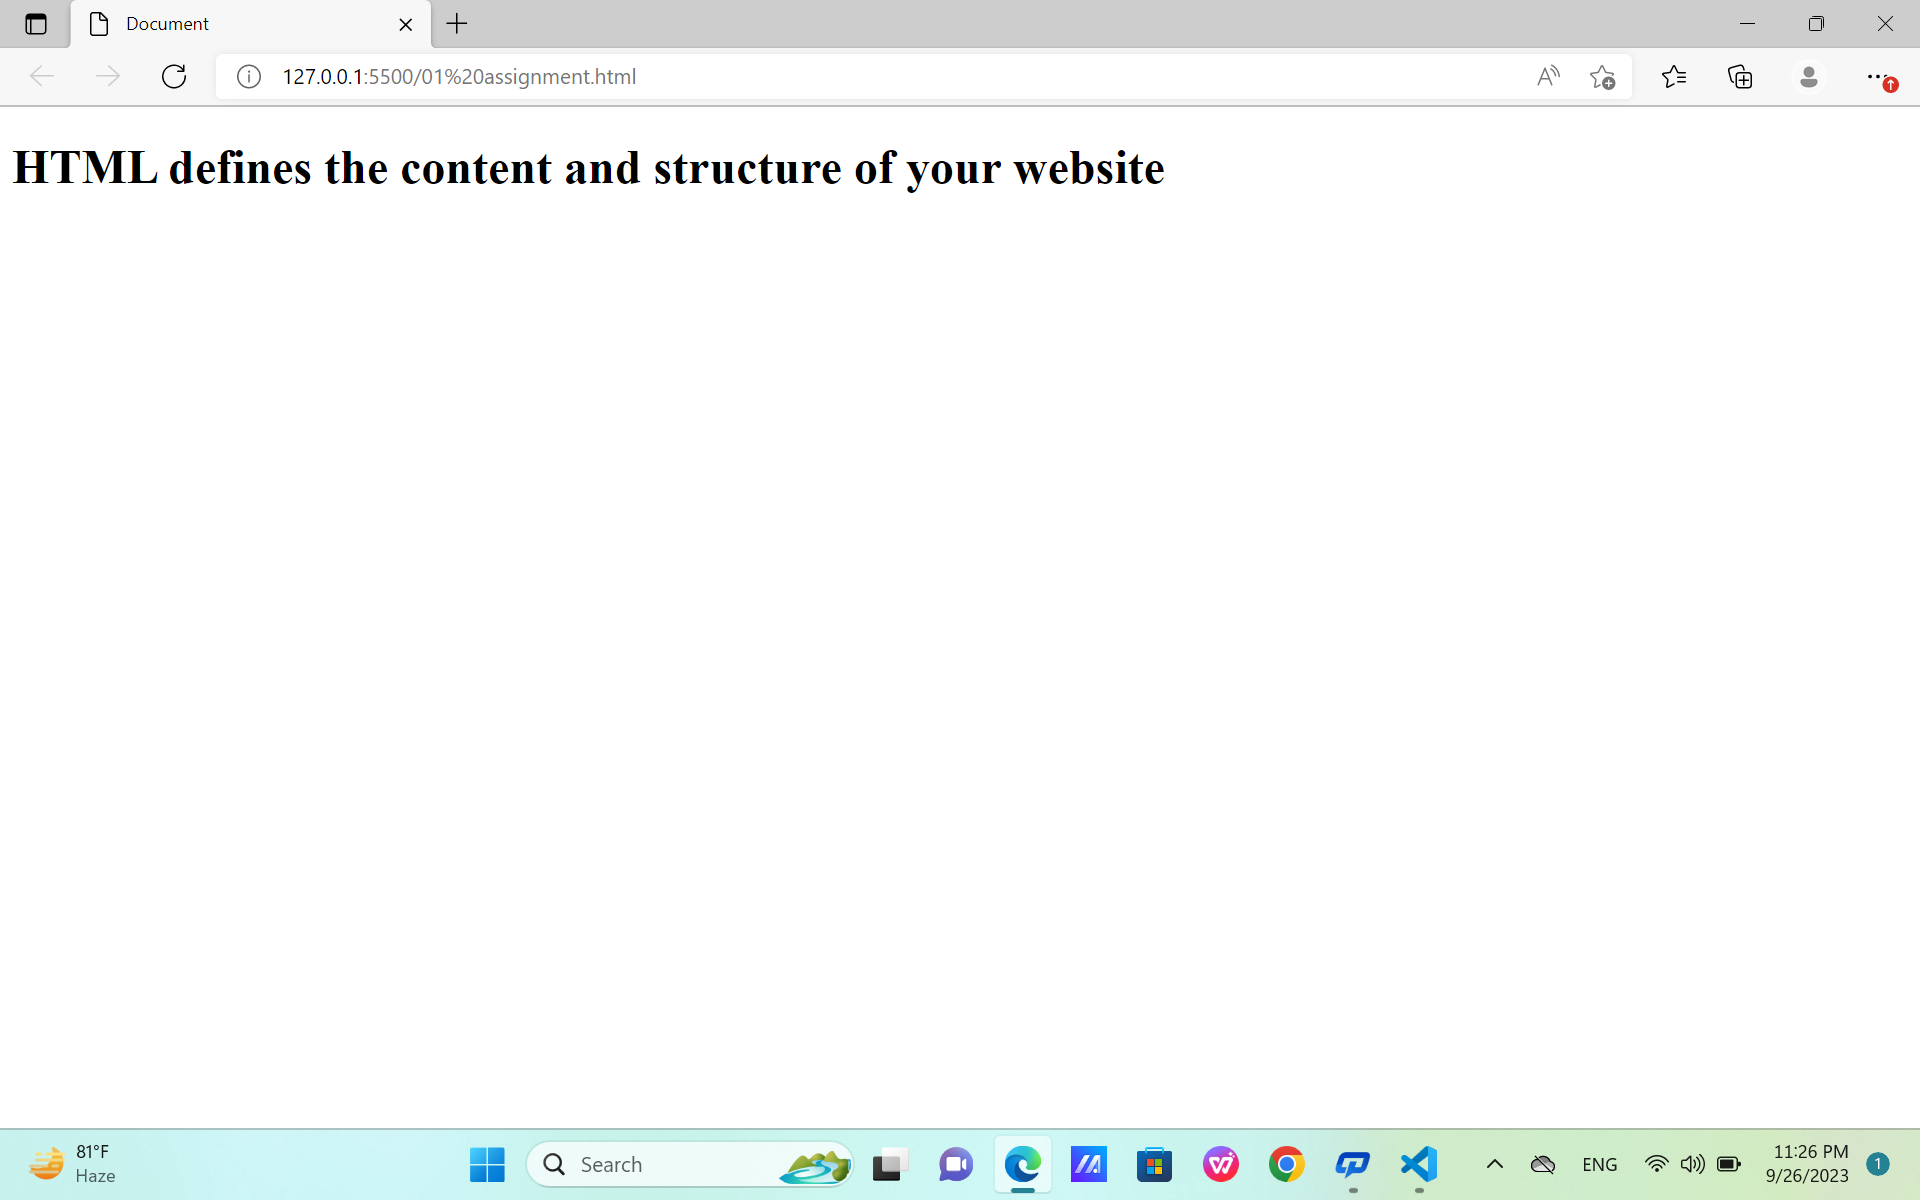 Document
127.0.0.1:5500/01%20assignment.html
HTML defines the content and structure of your website
81°F
Haze
Search
ENG
11:26 PM
9/26/2023
1